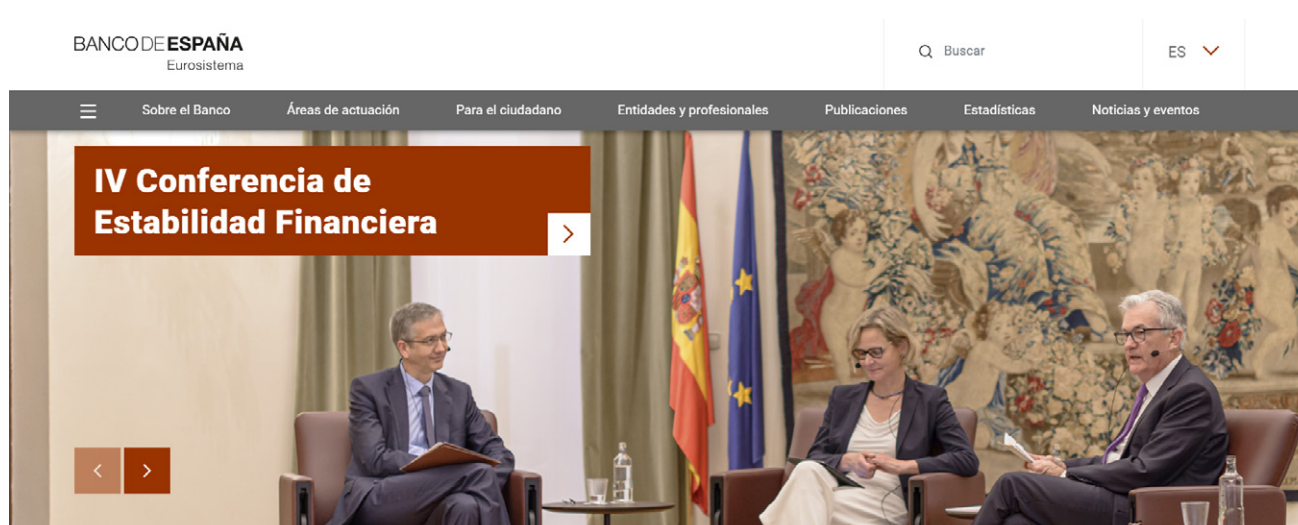 BANCO DE ESPAÑA
Eurosistema
Buscar
ES
Sobre el Banco
Áreas de actuación
Para el ciudadano
Entidades y profesionales
Publicaciones
Estadísticas
Noticias y eventos
IV Conferencia de
Estabilidad Financiera